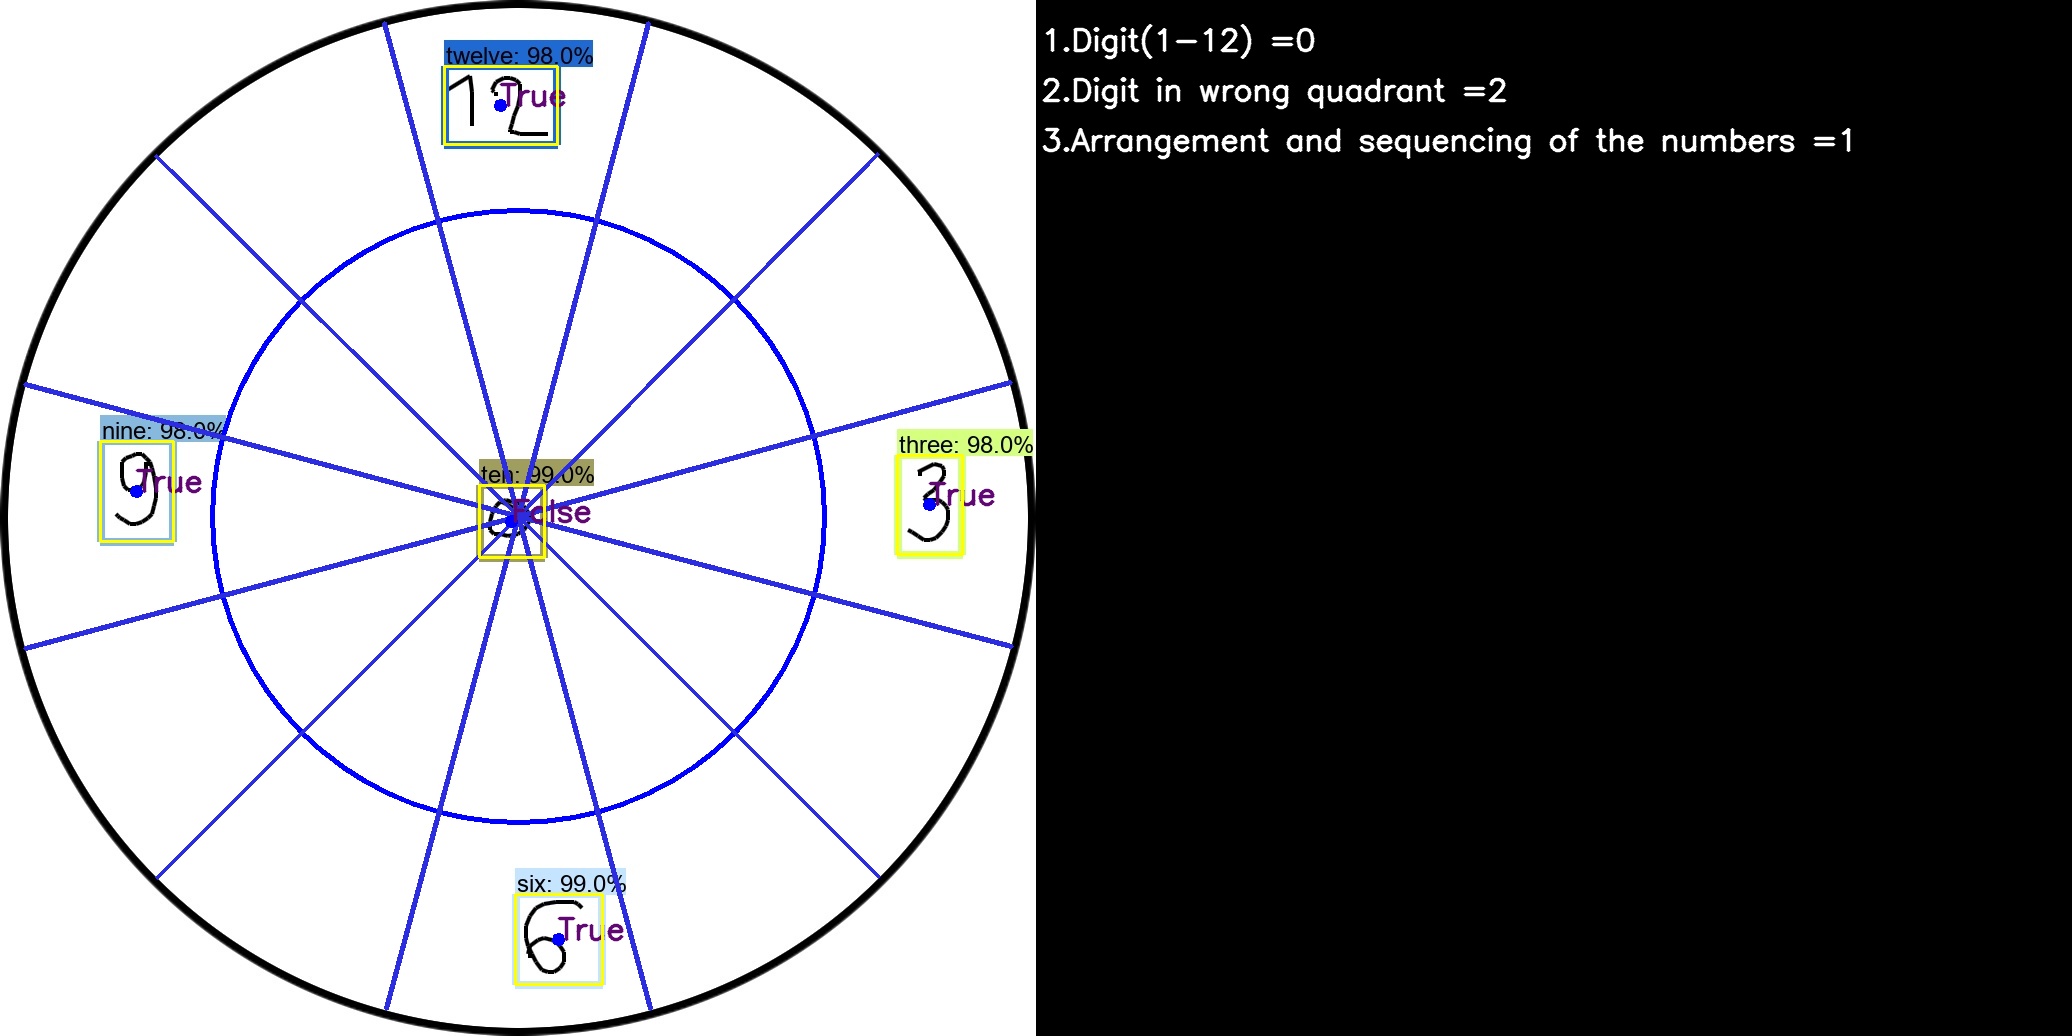 twelve: 98.0%
12
True
nine: 98.0%
9
True
ten: 99.0%
False
three: 98.0%
3
True
six: 99.0%
6
True
1.Digit(1-12) =0
2.Digit in wrong quadrant =2
3.Arrangement and sequencing of the numbers =1